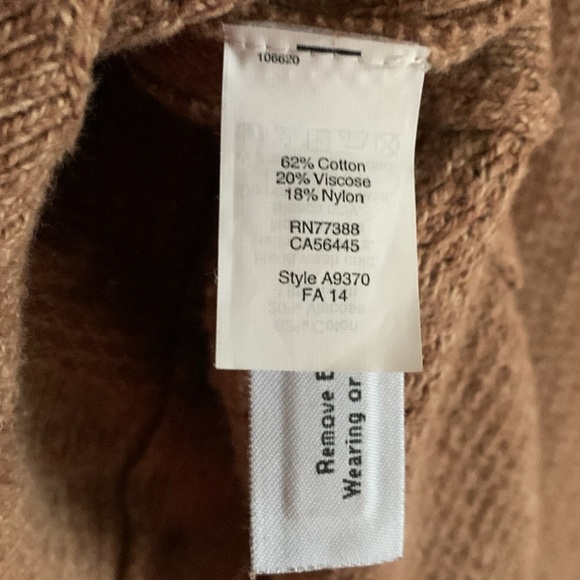 106620
62% Cotton
20% Viscose
18% Nylon
RN77388
CA56445
Style A9370
FA 14
Remove
Wearing or